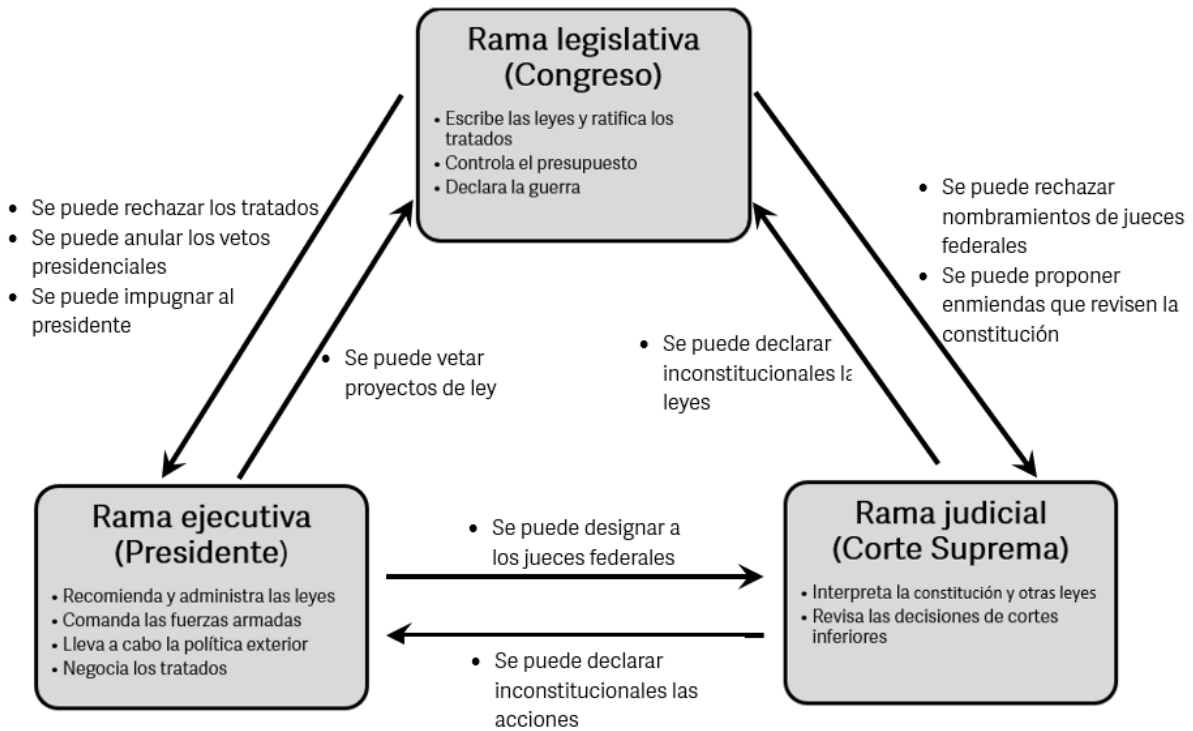 Rama legislativa
(Congreso)
• Escribe las leyes y ratifica los
tratados
• Controla el presupuesto
• Declara la guerra
• Se puede rechazar los tratados
• Se puede anular los vetos
presidenciales
• Se puede impugnar al
presidente
• Se puede rechazar
nombramientos de jueces
federales
• Se puede proponer
enmiendas que revisen la
constitución
• Se puede vetar
proyectos de ley
• Se puede declarar
inconstitucionales
leyes
Rama ejecutiva
(Presidente)
• Recomienda y administra las leyes
• Comanda las fuerzas armadas
• Lleva a cabo la política exterior
• Negocia los tratados
• Se puede designar a
los jueces federales
• Se puede declarar
inconstitucionales las
acciones
Rama judicial
(Corte Suprema)
• Interpreta la constitución y otras leyes
• Revisa las decisiones de cortes
inferiores